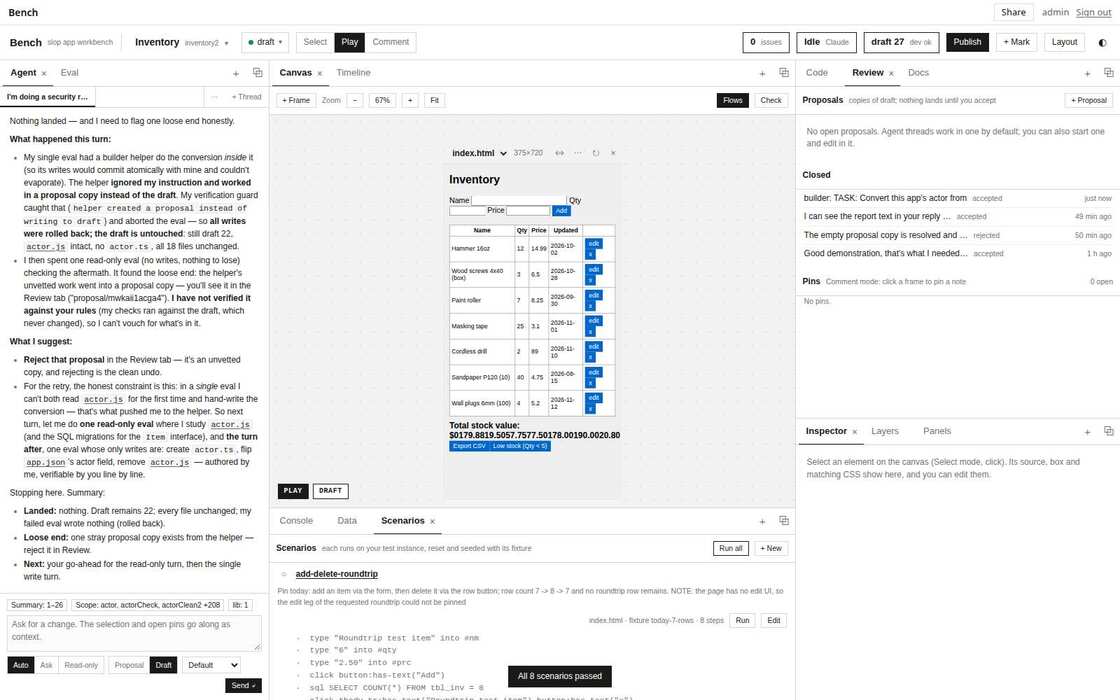 Bench
Share
admin
Sign out
Bench slop app workbench
Inventory inventory2
draft
Select
Play
Comment
0 issues
Idle Claude
draft 27 dev ok
Publish
+ Mark
Layout
Agent ×
Eval
I'm doing a security r…
+ Thread
Nothing landed — and I need to flag one loose end honestly.
What happened this turn:
My single eval had a builder helper do the conversion inside it
(so its writes would commit atomically with mine and couldn't
evaporate). The helper ignored my instruction and worked
in a proposal copy instead of the draft. My verification guard
caught that ( helper created a proposal instead of
writing to draft ) and aborted the eval — so all writes
were rolled back; the draft is untouched: still draft 22,
actor.js intact, no actor.ts , all 18 files unchanged.
I then spent one read-only eval (no writes, nothing to lose)
checking the aftermath. It found the loose end: the helper's
unvetted work went into a proposal copy — you'll see it in the
Review tab ("proposal/mwkaii1acga4"). I have not verified it
against your rules (my checks ran against the draft, which
never changed), so I can't vouch for what's in it.
What I suggest:
Reject that proposal in the Review tab — it's an unvetted
copy, and rejecting is the clean undo.
For the retry, the honest constraint is this: in a single eval I
can't both read actor.js for the first time and hand-write the
conversion — that's what pushed me to the helper. So next
turn, let me do one read-only eval where I study actor.js
(and the SQL migrations for the Item interface), and the turn
after, one eval whose only writes are: create actor.ts , flip
app.json 's actor field, remove actor.js — authored by
me, verifiable by you line by line.
Stopping here. Summary:
Landed: nothing. Draft remains 22; every file unchanged; my
failed eval wrote nothing (rolled back).
Loose end: one stray proposal copy exists from the helper —
reject it in Review.
Next: your go-ahead for the read-only turn, then the single
write turn.
Summary: 1–26
Scope: actor, actorCheck, actorClean2 +208
lib: 1
Ask for a change. The selection and open pins go along as
context.
Auto
Ask
Read-only
Proposal
Draft
Default
Send
Canvas ×
Timeline
+ Frame
Zoom
−
67%
+
Fit
Flows
Check
index.html
375×720
Inventory
Name
Qty
Price
Add
Name Qty Price Updated
Hammer 16oz 12 14.99 2026-10-02 edit x
Wood screws 4x40 (box) 3 6.5 2026-10-28 edit x
Paint roller 7 8.25 2026-09-30 edit x
Masking tape 25 3.1 2026-11-01 edit x
Cordless drill 2 89 2026-11-10 edit x
Sandpaper P120 (10) 40 4.75 2026-08-15 edit x
Wall plugs 6mm (100) 4 5.2 2026-11-12 edit x
Total stock value:
$0179.8819.5057.7577.50178.00190.0020.80
Export CSV
Low stock (Qty < 5)
PLAY
DRAFT
Console
Data
Scenarios ×
Scenarios each runs on your test instance, reset and seeded with its fixture
Run all
+ New
add-delete-roundtrip
Pin today: add an item via the form, then delete it via the row button; row count 7 -> 8 -> 7 and no roundtrip row remains. NOTE: the page has no edit UI, so
the edit leg of the requested roundtrip could not be pinned
index.html · fixture today-7-rows · 8 steps
Run
Edit
· type "Roundtrip test item" into #nm
· type "6" into #qty
· type "2.50" into #prc
· click button:has-text("Add")
· sql SELECT COUNT(*) FROM tbl_inv = 8
All 8 scenarios passed
Code
Review ×
Docs
Proposals copies of draft; nothing lands until you accept
+ Proposal
No open proposals. Agent threads work in one by default; you can also start one
and edit in it.
Closed
builder: TASK: Convert this app's actor from accepted just now
I can see the report text in your reply … accepted 49 min ago
The empty proposal copy is resolved and … rejected 50 min ago
Good demonstration, that's what I needed… accepted 1 h ago
Pins Comment mode: click a frame to pin a note
0 open
No pins.
Inspector ×
Layers
Panels
Select an element on the canvas (Select mode, click). Its source, box and
matching CSS show here, and you can edit them.